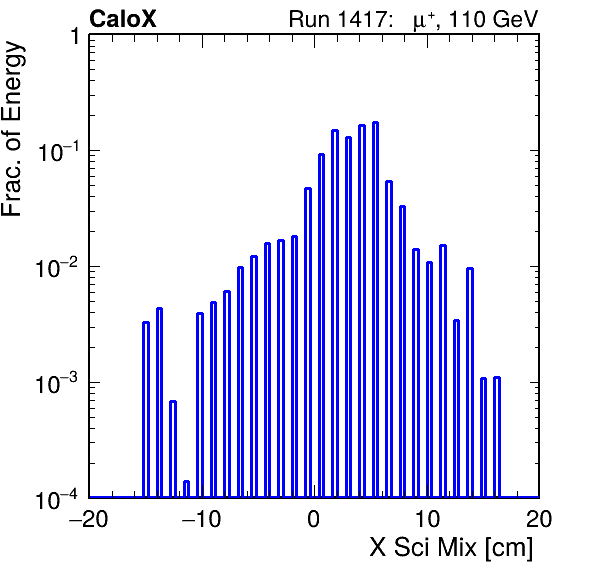 CaloX Run 1417: μ⁺, 110 GeV
Frac. of Energy
1
10⁻¹
10⁻²
10⁻³
10⁻⁴
−20 −10 0 10 20
X Sci Mix [cm]